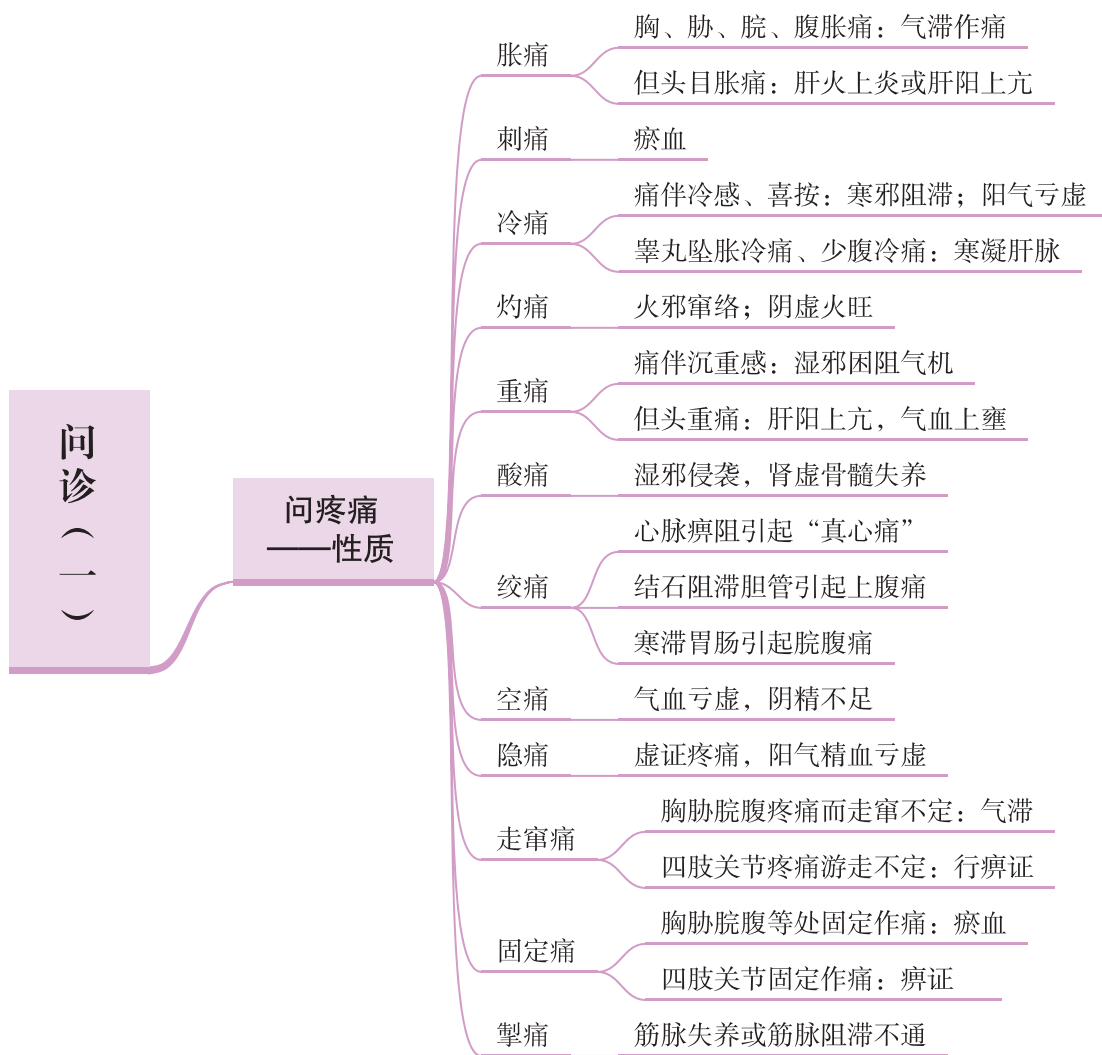 问诊（一）
问疼痛
——性质
胀痛
胸、胁、脘、腹胀痛：气滞作痛
但头目胀痛：肝火上炎或肝阳上亢
刺痛
瘀血
冷痛
痛伴冷感、喜按：寒邪阻滞；阳气亏虚
睾丸坠胀冷痛、少腹冷痛：寒凝肝脉
灼痛
火邪窜络；阴虚火旺
重痛
痛伴沉重感：湿邪困阻气机
但头重痛：肝阳上亢，气血上壅
酸痛
湿邪侵袭，肾虚骨髓失养
绞痛
心脉痹阻引起“真心痛”
结石阻滞胆管引起上腹痛
寒滞胃肠引起脘腹痛
空痛
气血亏虚，阴精不足
隐痛
虚证疼痛，阳气精血亏虚
走窜痛
胸胁脘腹疼痛而走窜不定：气滞
四肢关节疼痛游走不定：行痹证
固定痛
胸胁脘腹等处固定作痛：瘀血
四肢关节固定作痛：痹证
掣痛
筋脉失养或筋脉阻滞不通